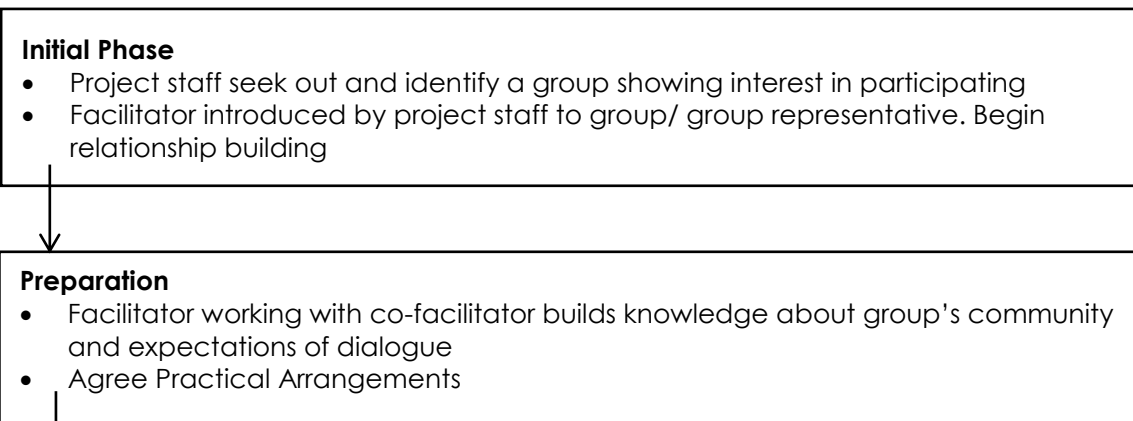 Initial Phase
• Project staff seek out and identify a group showing interest in participating
• Facilitator introduced by project staff to group/ group representative. Begin
relationship building
Preparation
• Facilitator working with co-facilitator builds knowledge about group’s community
and expectations of dialogue
• Agree Practical Arrangements